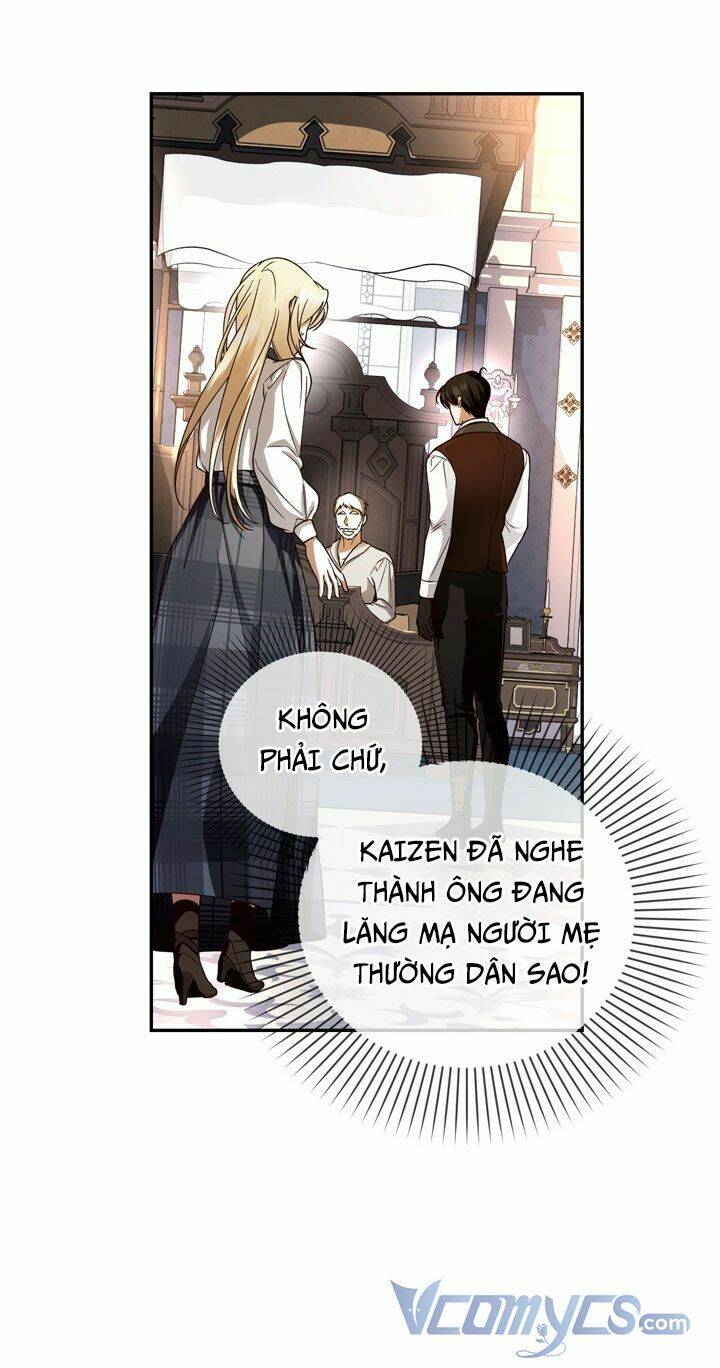 KHÔNG
PHẢI CHỨ,
KAIZEN ĐÃ NGHE
THÀNH ÔNG ĐANG
LĂNG MẠ NGƯỜI MẸ
THƯỜNG DÂN SAO!
VCOMYCS.com